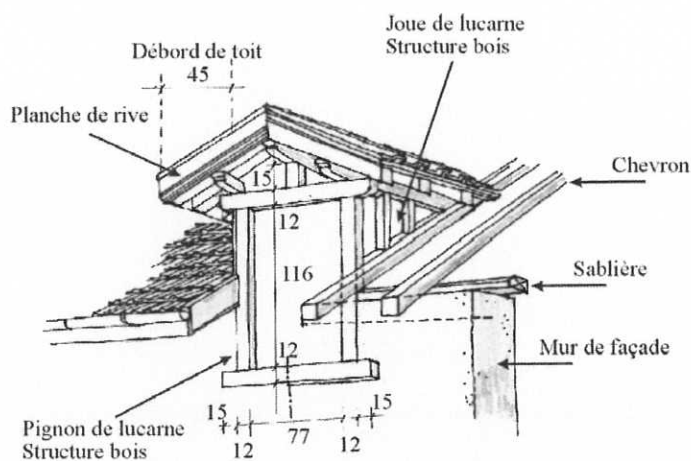 Joue de lucarne
Structure bois
Débord de toit
45
Planche de rive
Chevron
15
12
116
Sablière
12
Mur de façade
15
15
12
77
12
Pignon de lucarne
Structure bois